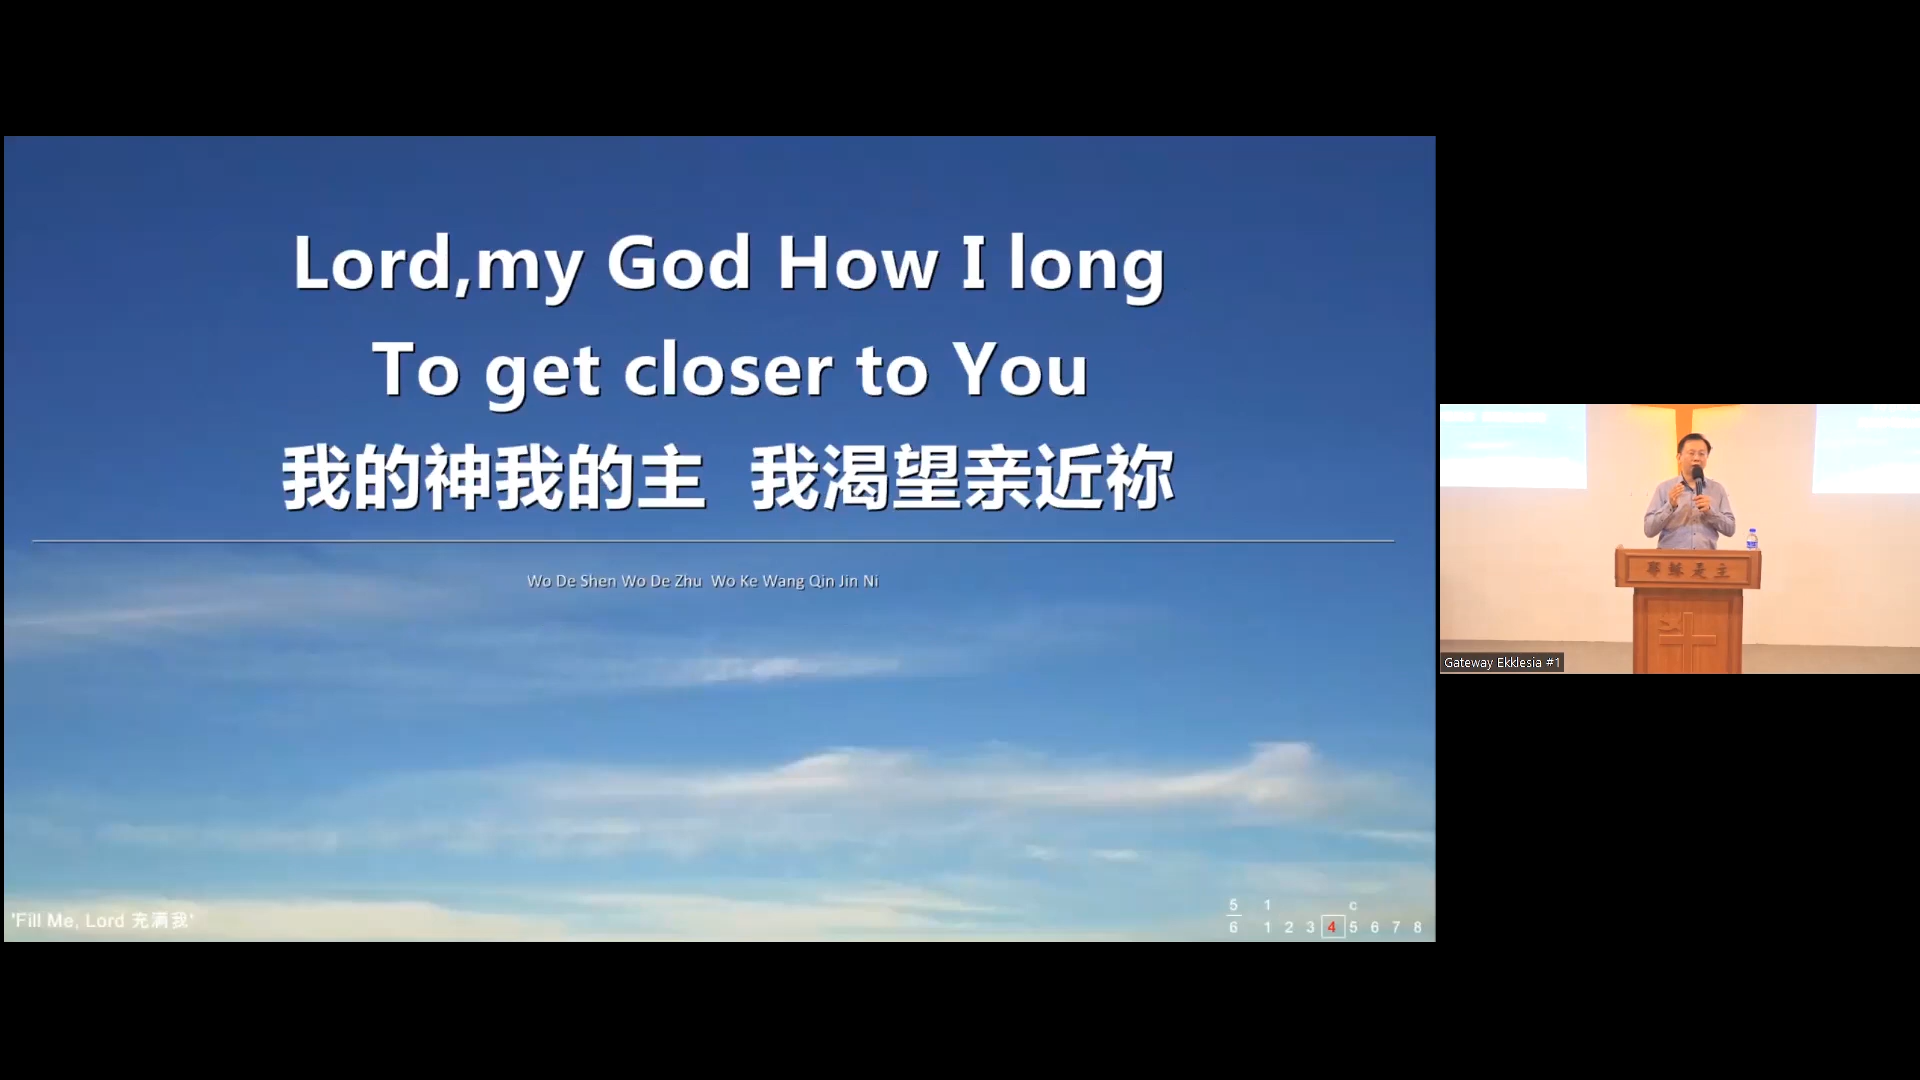 Lord,my God How I long
To get closer to You
我的神我的主 我渴望亲近祢
Wo De Shen Wo De Zhu Wo Ke Wang Qin Jin Ni
'Fill Me, Lord 充满我'
5 1 c
6 1 2 3 4 5 6 7 8
耶穌是主
Gateway Ekklesia #1